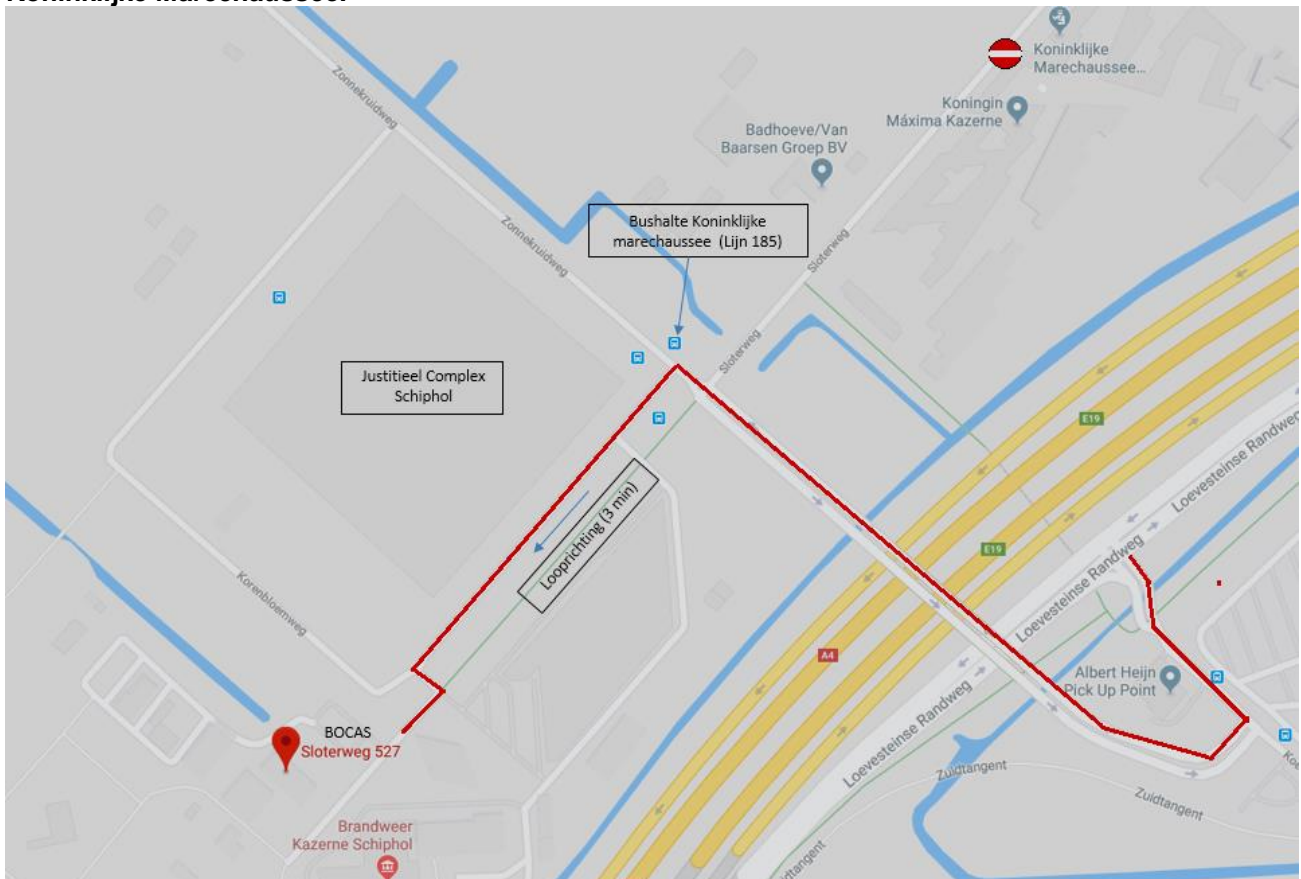 Koninklijke Marechaussee.
Zonnekruidweg
Koninklijke
Marechaussee...
Koningin
Máxima Kazerne
Badhoeve/Van
Baarsen Groep BV
Zonnekruidweg
Bushalte Koninklijke
marechaussee (Lijn 185)
Sloterweg
Sloterweg
Justitieel Complex
Schiphol
E19
Loevesteinse Randweg
Looprichting (3 min)
E19
Loevesteinse Randweg
Korenbloemweg
A4
Albert Heijn
Pick Up Point
Loevesteinse Randweg
BOCAS
Sloterweg 527
Zuidtangent
Zuidtangent
Brandweer
Kazerne Schiphol
Zuidtangent